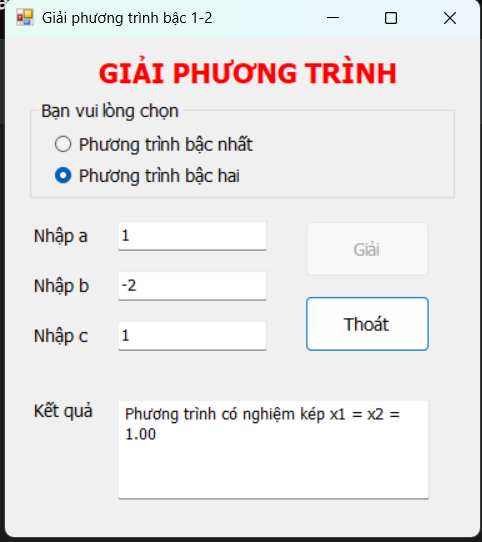 Giải phương trình bậc 1-2
GIẢI PHƯƠNG TRÌNH
Bạn vui lòng chọn
Phương trình bậc nhất
Phương trình bậc hai
Nhập a 1 Giải
Nhập b -2
Thoát
Nhập c 1
Kết quả Phương trình có nghiệm kép x1 = x2 =
1.00